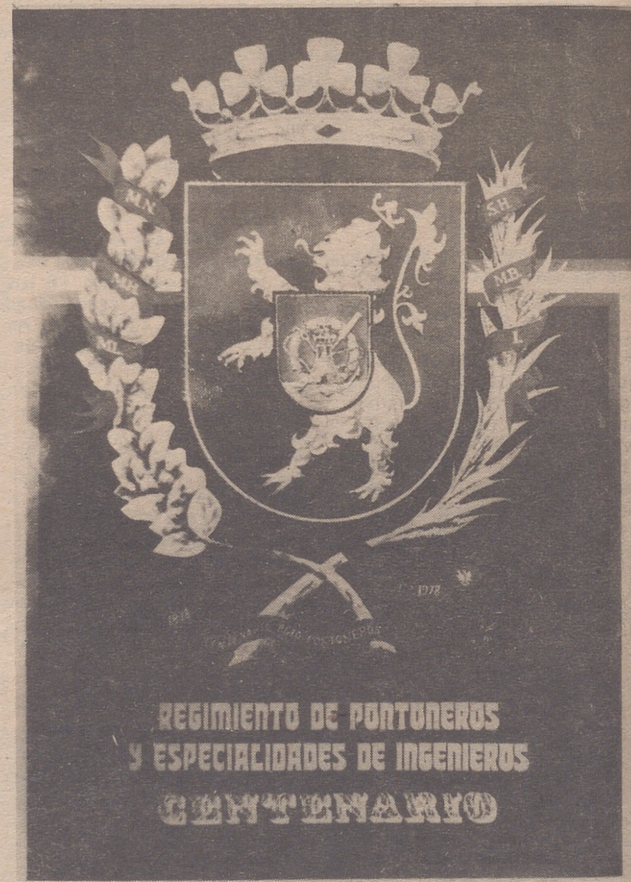 M.N.
S.H.
M.B.
1978
REGIMIENTO DE PONTONEROS
Y ESPECIALIDADES DE INGENIEROS
CENTENARIO